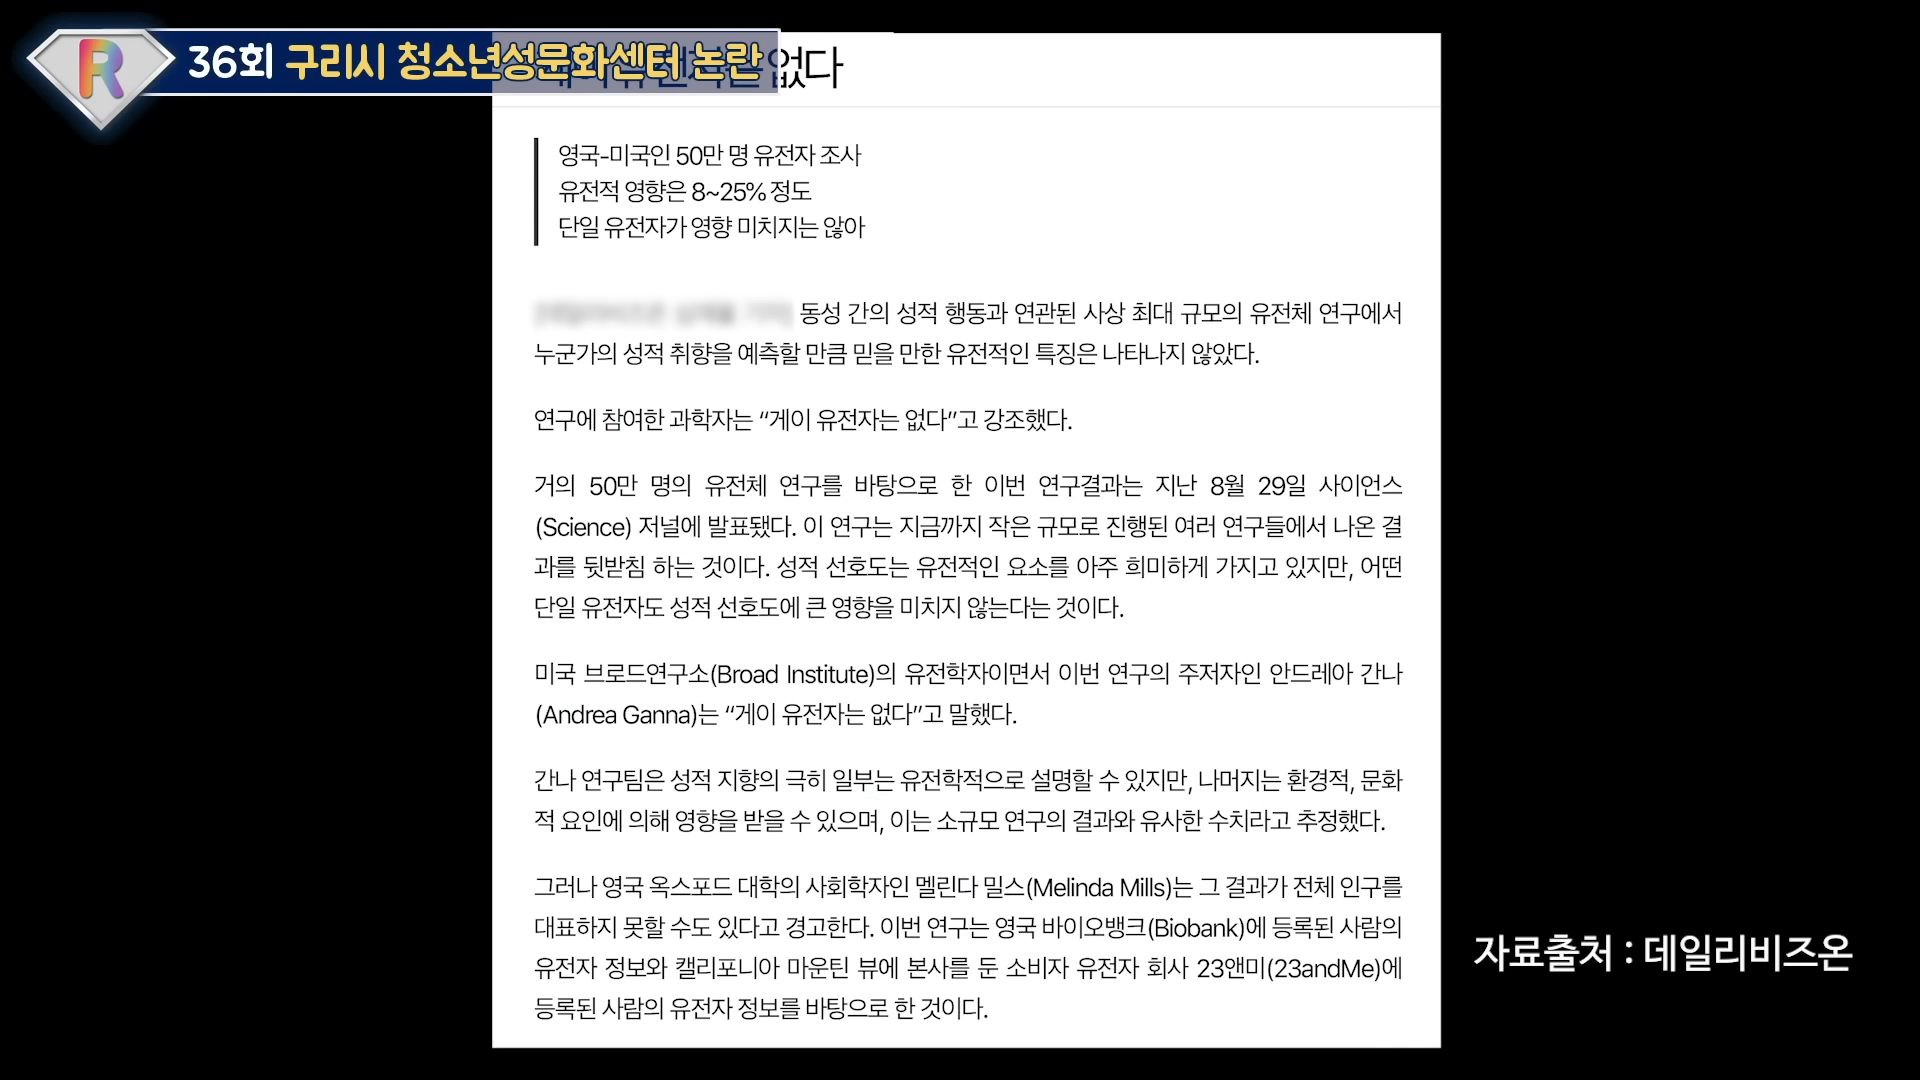 R
36회 구리시 청소년성문화센터 논란
없다
영국-미국인 50만 명 유전자 조사
유전적 영향은 8~25% 정도
단일 유전자가 영향 미치지는 않아
동성 간의 성적 행동과 연관된 사상 최대 규모의 유전체 연구에서
누군가의 성적 취향을 예측할 만큼 믿을 만한 유전적인 특징은 나타나지 않았다.
연구에 참여한 과학자는 “게이 유전자는 없다”고 강조했다.
거의 50만 명의 유전체 연구를 바탕으로 한 이번 연구결과는 지난 8월 29일 사이언스
(Science) 저널에 발표됐다. 이 연구는 지금까지 작은 규모로 진행된 여러 연구들에서 나온 결
과를 뒷받침 하는 것이다. 성적 선호도는 유전적인 요소를 아주 희미하게 가지고 있지만, 어떤
단일 유전자도 성적 선호도에 큰 영향을 미치지 않는다는 것이다.
미국 브로드연구소(Broad Institute)의 유전학자이면서 이번 연구의 주저자인 안드레아 간나
(Andrea Ganna)는 “게이 유전자는 없다”고 말했다.
간나 연구팀은 성적 지향의 극히 일부는 유전학적으로 설명할 수 있지만, 나머지는 환경적, 문화
적 요인에 의해 영향을 받을 수 있으며, 이는 소규모 연구의 결과와 유사한 수치라고 추정했다.
그러나 영국 옥스포드 대학의 사회학자인 멜린다 밀스(Melinda Mills)는 그 결과가 전체 인구를
대표하지 못할 수도 있다고 경고한다. 이번 연구는 영국 바이오뱅크(Biobank)에 등록된 사람의
유전자 정보와 캘리포니아 마운틴 뷰에 본사를 둔 소비자 유전자 회사 23앤미(23andMe)에
등록된 사람의 유전자 정보를 바탕으로 한 것이다.
자료출처 : 데일리비즈온